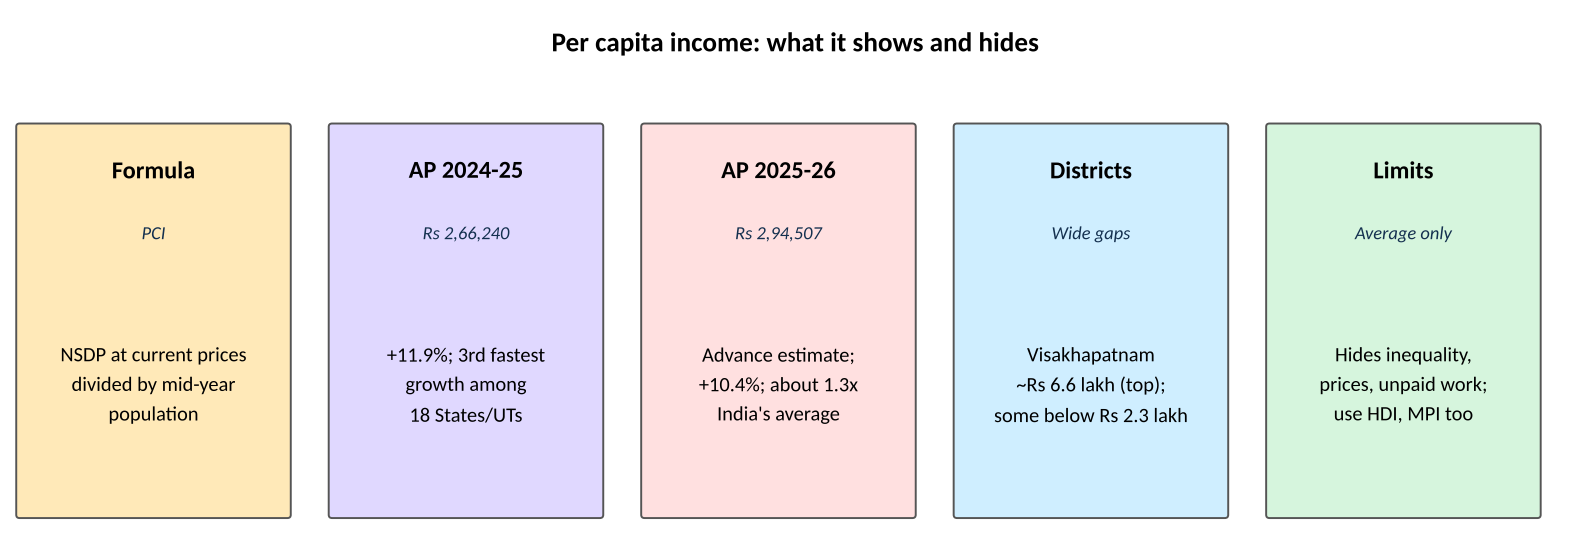 Per capita income: what it shows and hides
Formula
PCI
NSDP at current prices
divided by mid-year
population
AP 2024-25
Rs 2,66,240
+11.9%; 3rd fastest
growth among
18 States/UTs
AP 2025-26
Rs 2,94,507
Advance estimate;
+10.4%; about 1.3x
India's average
Districts
Wide gaps
Visakhapatnam
~Rs 6.6 lakh (top);
some below Rs 2.3 lakh
Limits
Average only
Hides inequality,
prices, unpaid work;
use HDI, MPI too